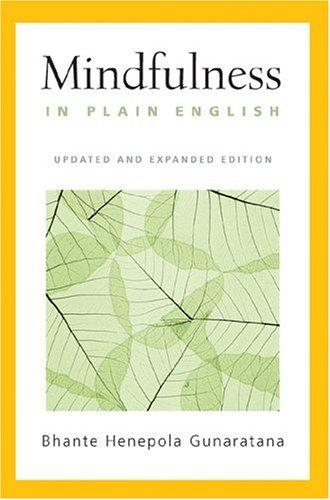 Mindfulness
IN PLAIN ENGLISH
UPDATED AND EXPANDED EDITION
Bhante Henepola Gunaratana